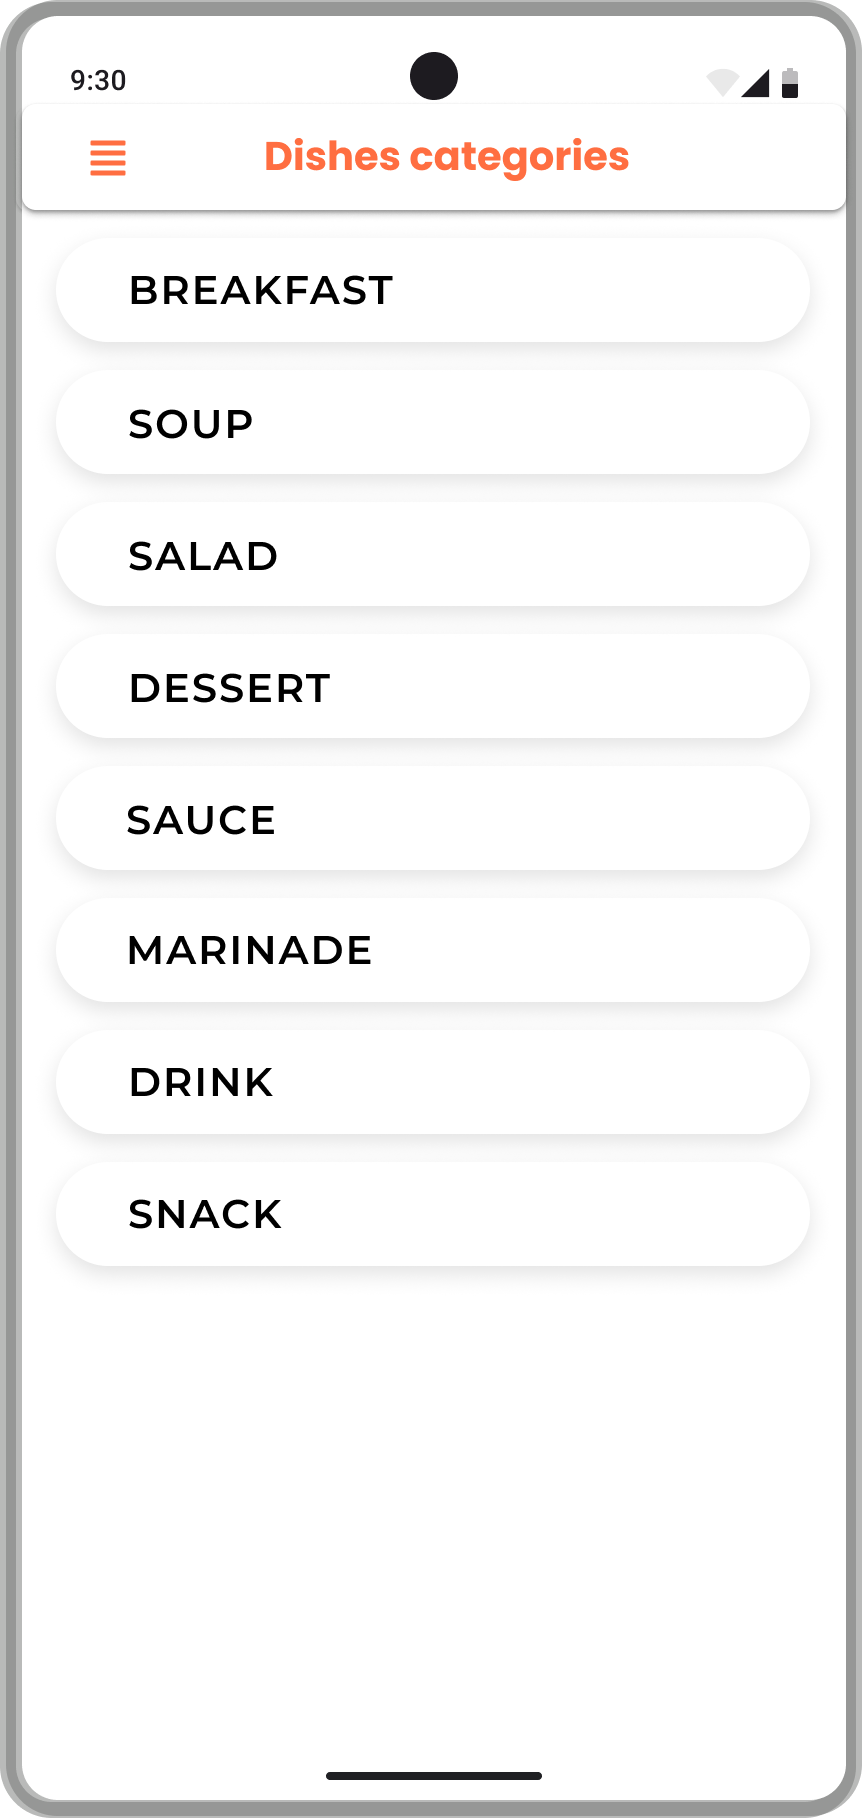 9:30
Dishes categories
BREAKFAST
SOUP
SALAD
DESSERT
SAUCE
MARINADE
DRINK
SNACK